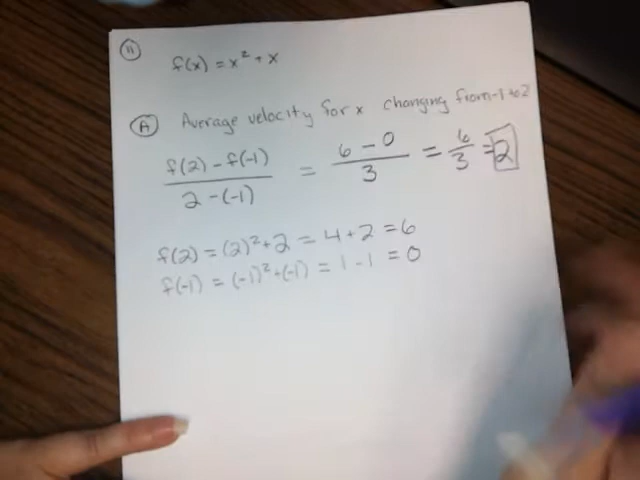 11
f(x) = x² + x
A Average velocity for x changing from -1 to 2
f(2) - f(-1) / 2 - (-1) = 6 - 0 / 3 = 6/3 = 2
f(2) = (2)² + 2 = 4 + 2 = 6
f(-1) = (-1)² + (-1) = 1 - 1 = 0